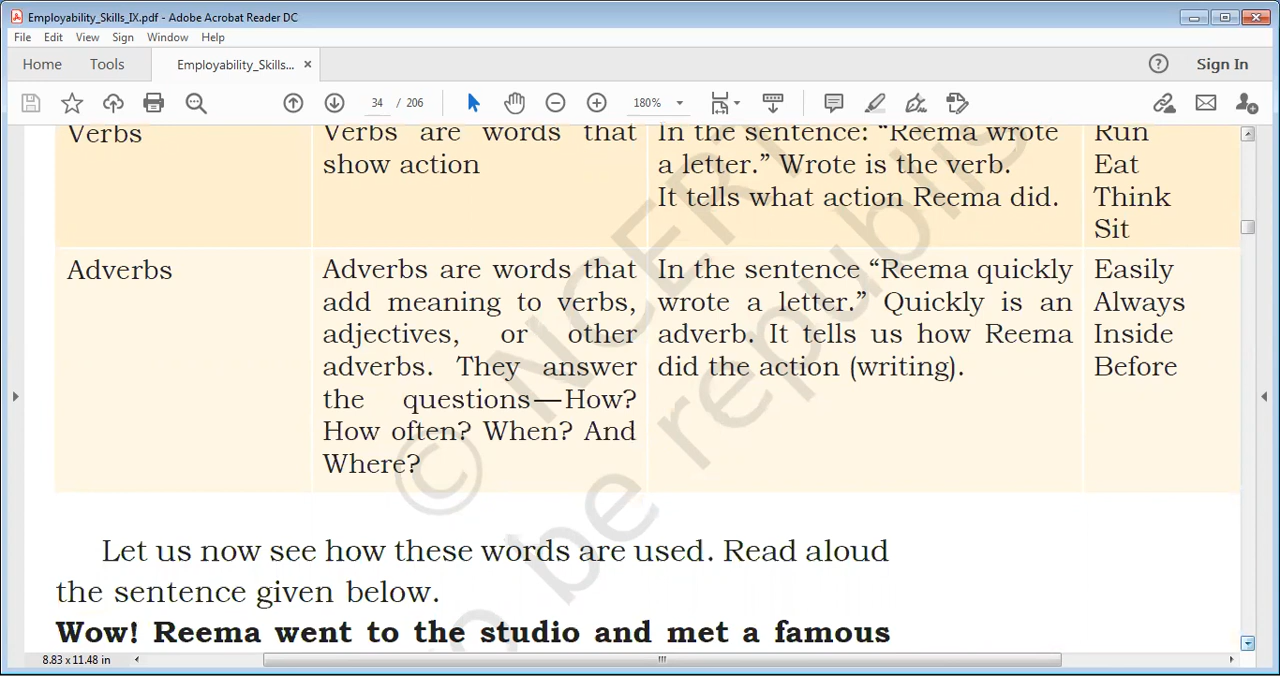 Employability_Skills_IX.pdf - Adobe Acrobat Reader DC
File Edit View Sign Window Help
Home Tools Employability_Skills... × Sign In
34 / 206 180%
Verbs
Verbs are words that
show action
In the sentence: “Reema wrote
a letter.” Wrote is the verb.
It tells what action Reema did.
Run
Eat
Think
Sit
Adverbs
Adverbs are words that
add meaning to verbs,
adjectives, or other
adverbs. They answer
the questions—How?
How often? When? And
Where?
In the sentence “Reema quickly
wrote a letter.” Quickly is an
adverb. It tells us how Reema
did the action (writing).
Easily
Always
Inside
Before
Let us now see how these words are used. Read aloud
the sentence given below.
Wow! Reema went to the studio and met a famous
© NCERT
to be republis
8.83 x 11.48 in